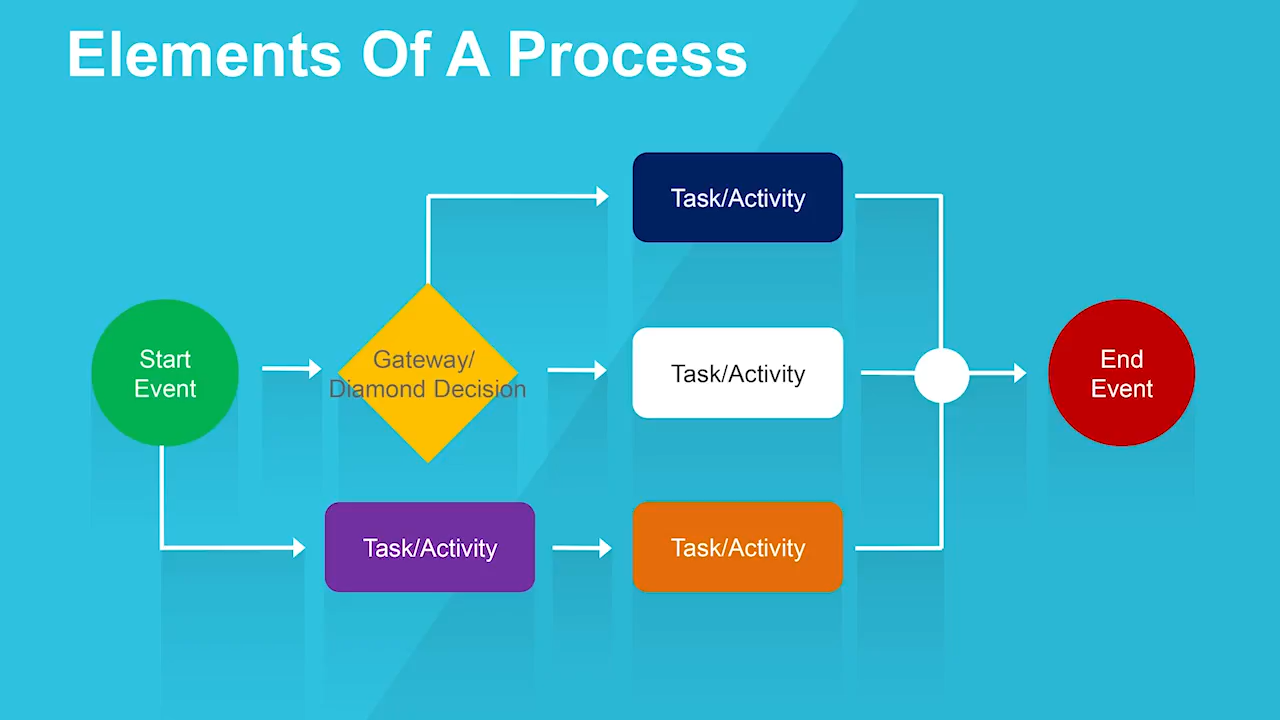 Elements Of A Process
Task/Activity
Start
Event
Gateway/
Diamond Decision
Task/Activity
End
Event
Task/Activity
Task/Activity